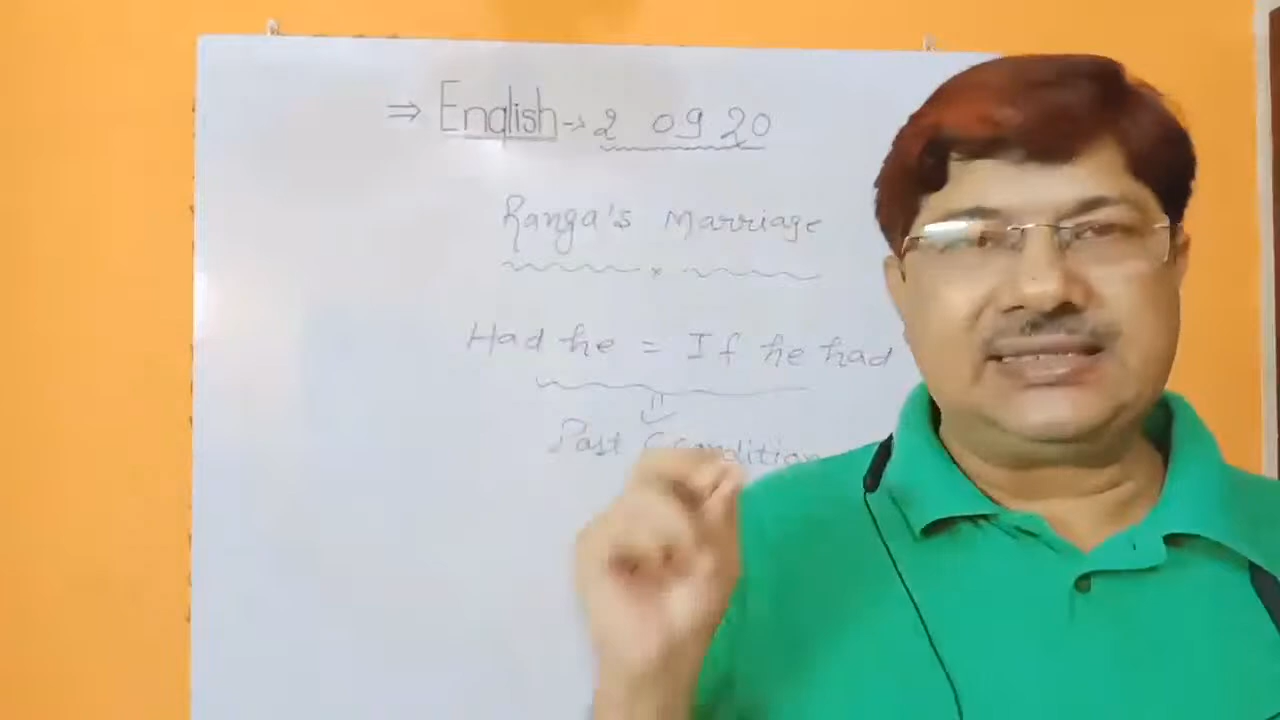 ⇒ English → 2 09 20
Ranga's Marriage
Had he = If he had
Past Condition